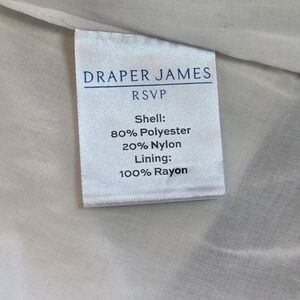 DRAPER JAMES
RSVP
Shell:
80% Polyester
20% Nylon
Lining:
100% Rayon